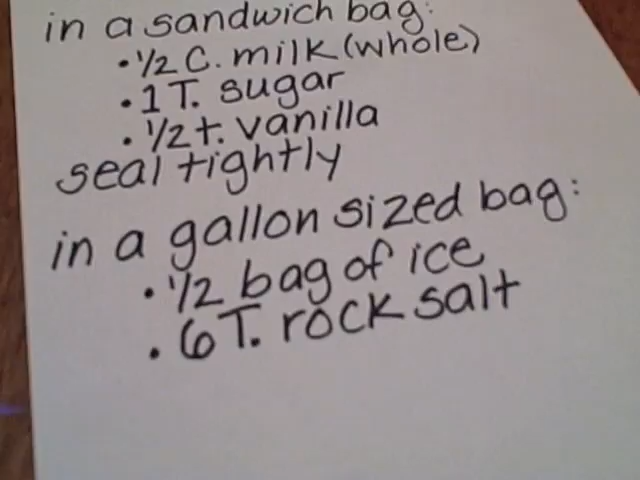 in a sandwich bag:
• 1/2 C. milk (whole)
• 1 T. sugar
• 1/2 t. vanilla
seal tightly
in a gallon sized bag:
• 1/2 bag of ice
• 6 T. rock salt